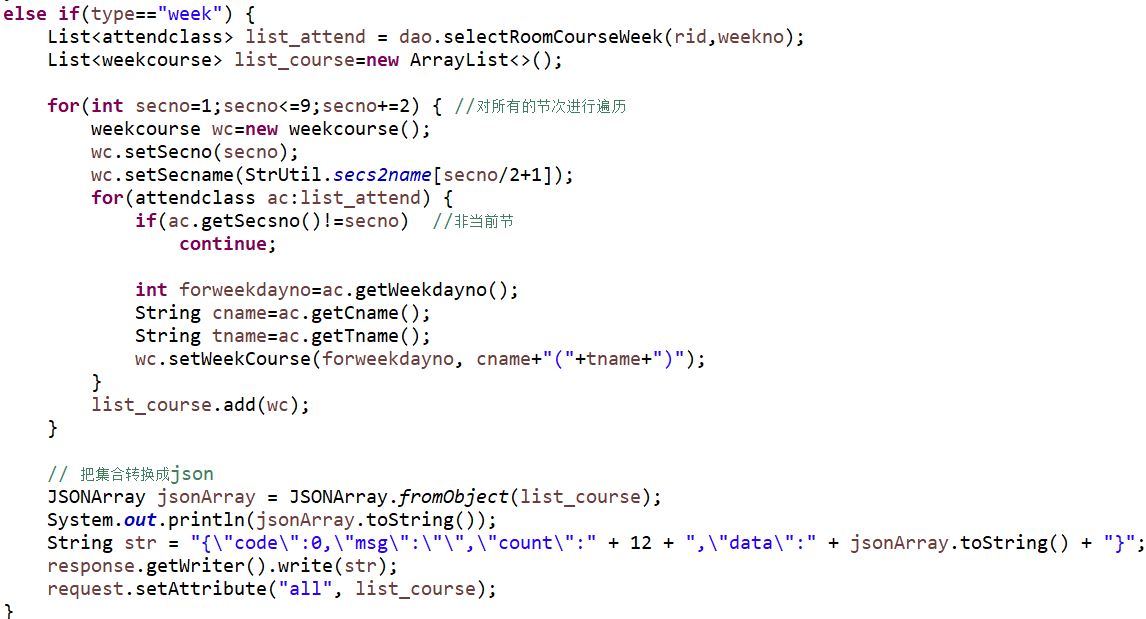 else if(type=="week") {
List<attendclass> list_attend = dao.selectRoomCourseWeek(rid,weekno);
List<weekcourse> list_course=new ArrayList<>();
for(int secno=1;secno<=9;secno+=2) { //对所有的节次进行遍历
weekcourse wc=new weekcourse();
wc.setSecno(secno);
wc.setSecname(StrUtil.secs2name[secno/2+1]);
for(attendclass ac:list_attend) {
if(ac.getSecsno()!=secno)  //非当前节
continue;
int forweekdayno=ac.getWeekdayno();
String cname=ac.getCname();
String tname=ac.getTname();
wc.setWeekCourse(forweekdayno, cname+"("+tname+")");
}
list_course.add(wc);
}
// 把集合转换成json
JSONArray jsonArray = JSONArray.fromObject(list_course);
System.out.println(jsonArray.toString());
String str = "{\"code\":0,\"msg\":\"\",\"count\":" + 12 + ",\"data\":" + jsonArray.toString() + "}";
response.getWriter().write(str);
request.setAttribute("all", list_course);
}